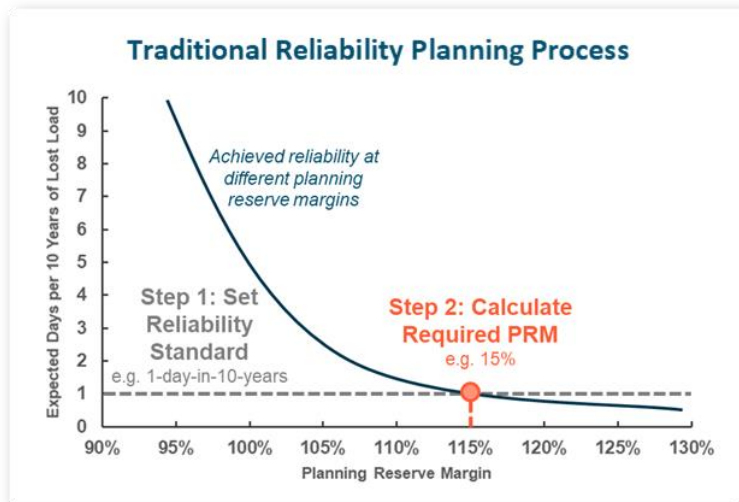 Traditional Reliability Planning Process
Expected Days per 10 Years of Lost Load
10
9
8
7
6
5
4
3
2
1
0
Achieved reliability at
different planning
reserve margins
Step 1: Set
Reliability
Standard
e.g. 1-day-in-10-years
Step 2: Calculate
Required PRM
e.g. 15%
90% 95% 100% 105% 110% 115% 120% 125% 130%
Planning Reserve Margin